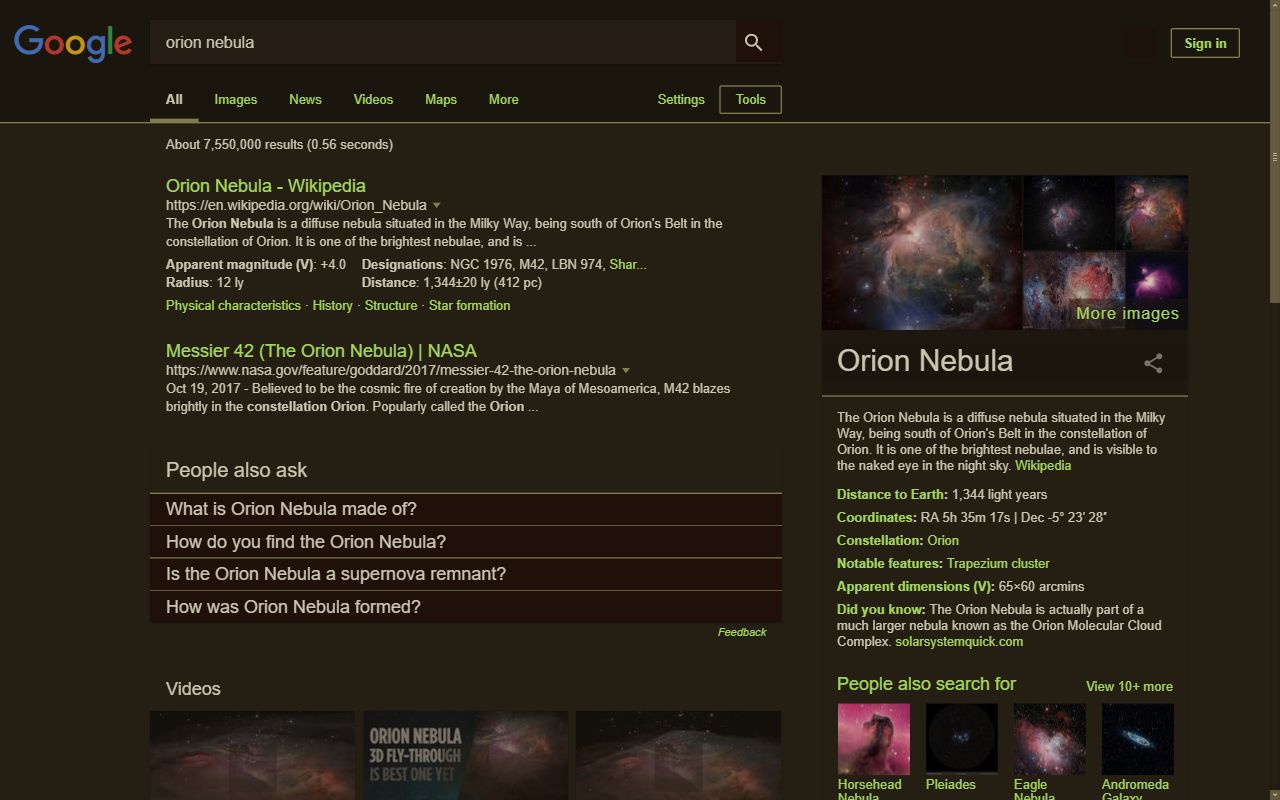 Google
orion nebula
Sign in
All Images News Videos Maps More Settings Tools
About 7,550,000 results (0.56 seconds)
Orion Nebula - Wikipedia
https://en.wikipedia.org/wiki/Orion_Nebula
The Orion Nebula is a diffuse nebula situated in the Milky Way, being south of Orion's Belt in the
constellation of Orion. It is one of the brightest nebulae, and is ...
Apparent magnitude (V): +4.0 Designations: NGC 1976, M42, LBN 974, Shar...
Radius: 12 ly Distance: 1,344±20 ly (412 pc)
Physical characteristics · History · Structure · Star formation
Messier 42 (The Orion Nebula) | NASA
https://www.nasa.gov/feature/goddard/2017/messier-42-the-orion-nebula
Oct 19, 2017 - Believed to be the cosmic fire of creation by the Maya of Mesoamerica, M42 blazes
brightly in the constellation Orion. Popularly called the Orion ...
People also ask
What is Orion Nebula made of?
How do you find the Orion Nebula?
Is the Orion Nebula a supernova remnant?
How was Orion Nebula formed?
Feedback
Videos
ORION NEBULA
3D FLY-THROUGH
IS BEST ONE YET
More images
Orion Nebula
The Orion Nebula is a diffuse nebula situated in the Milky
Way, being south of Orion's Belt in the constellation of
Orion. It is one of the brightest nebulae, and is visible to
the naked eye in the night sky. Wikipedia
Distance to Earth: 1,344 light years
Coordinates: RA 5h 35m 17s | Dec -5° 23′ 28″
Constellation: Orion
Notable features: Trapezium cluster
Apparent dimensions (V): 65×60 arcmins
Did you know: The Orion Nebula is actually part of a
much larger nebula known as the Orion Molecular Cloud
Complex. solarsystemquick.com
People also search for View 10+ more
Horsehead Nebula
Pleiades
Eagle Nebula
Andromeda Galaxy